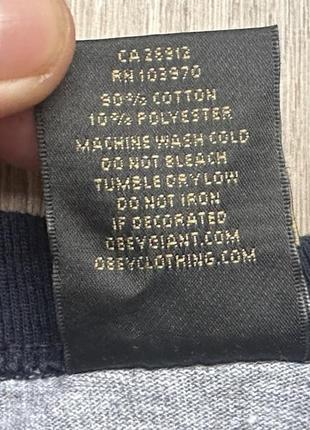 CA 28912
RN 103970
90% COTTON
10% POLYESTER
MACHINE WASH COLD
DO NOT BLEACH
TUMBLE DRY LOW
DO NOT IRON
IF DECORATED
OBEYGIANT.COM
OBEYCLOTHING.COM